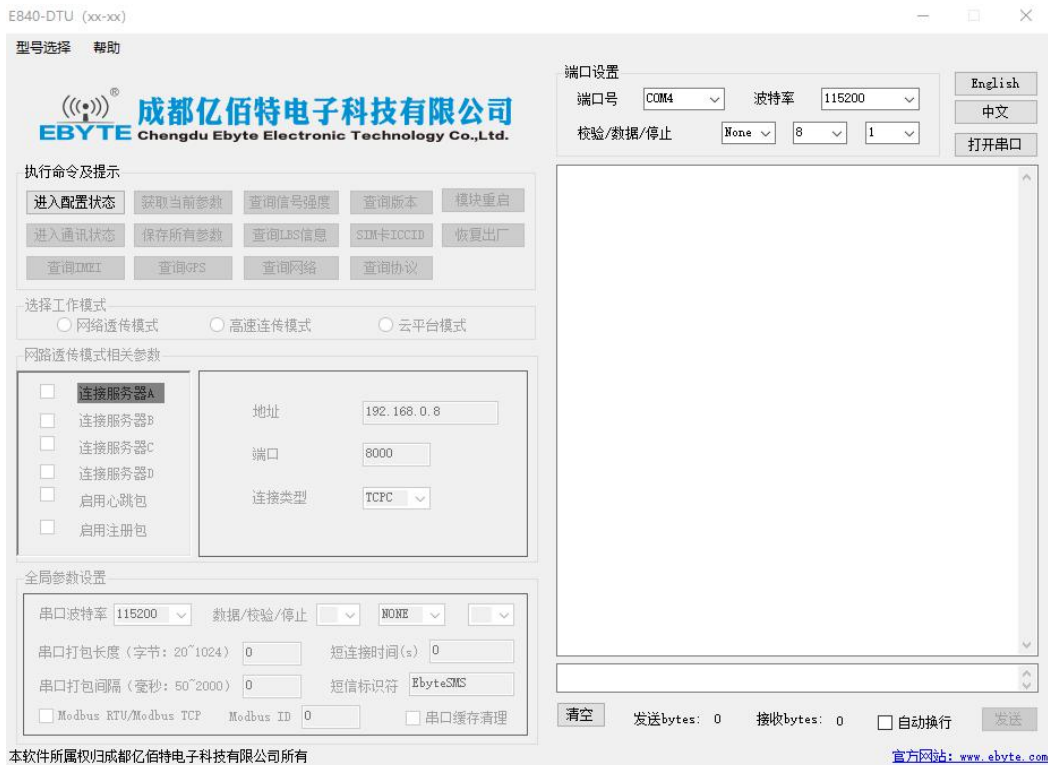 E840-DTU (xx-xx)
型号选择 帮助
((•))®
EBYTE
成都亿佰特电子科技有限公司
Chengdu Ebyte Electronic Technology Co.,Ltd.
端口设置
端口号 COM4 波特率 115200
校验/数据/停止 None 8 1
English
中文
打开串口
执行命令及提示
进入配置状态 获取当前参数 查询信号强度 查询版本 模块重启
进入通讯状态 保存所有参数 查询LBS信息 SIM卡ICCID 恢复出厂
查询IMEI 查询GPS 查询网络 查询协议
选择工作模式
网络透传模式 高速连传模式 云平台模式
网路透传模式相关参数
连接服务器A
连接服务器B
连接服务器C
连接服务器D
启用心跳包
启用注册包
地址 192.168.0.8
端口 8000
连接类型 TCPC
全局参数设置
串口波特率 115200 数据/校验/停止 NONE
串口打包长度(字节: 20~1024) 0 短连接时间(s) 0
串口打包间隔(毫秒: 50~2000) 0 短信标识符 EbyteSMS
Modbus RTU/Modbus TCP Modbus ID 0 串口缓存清理
清空 发送bytes: 0 接收bytes: 0 自动换行 发送
本软件所属权归成都亿佰特电子科技有限公司所有
官方网站: www.ebyte.com